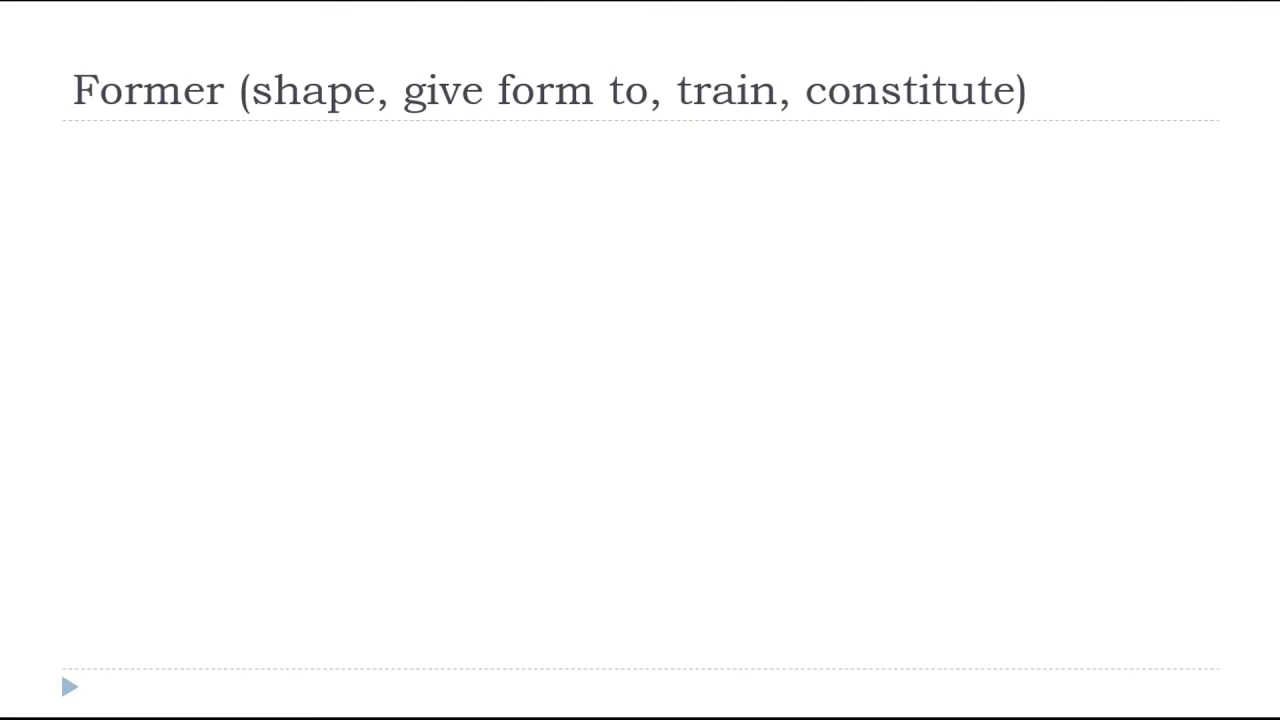 Former (shape, give form to, train, constitute)